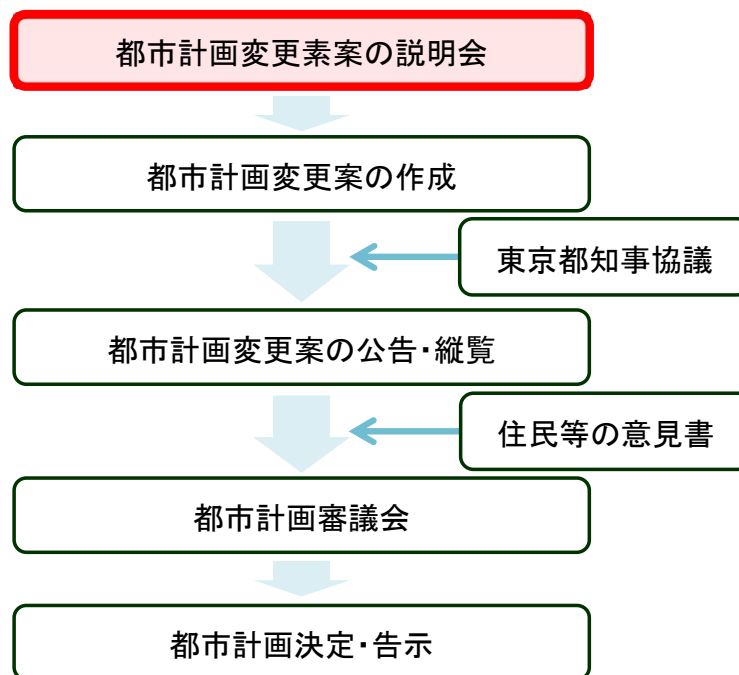 都市計画変更素案の説明会
都市計画変更案の作成
東京都知事協議
都市計画変更案の公告・縦覧
住民等の意見書
都市計画審議会
都市計画決定・告示